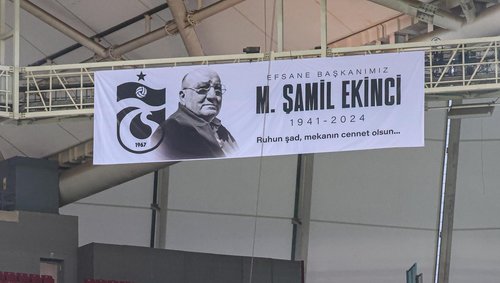 EFSANE BAŞKANIMIZ
M. ŞAMİL EKİNCİ
1941-2024
Ruhun şad, mekanın cennet olsun...
1967